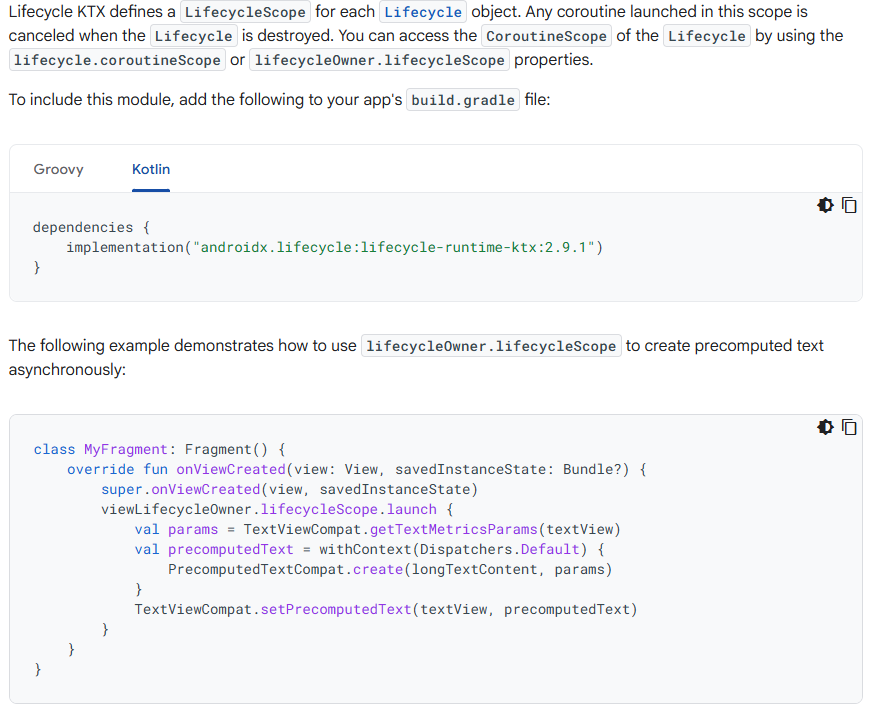 Lifecycle KTX defines a LifecycleScope for each Lifecycle object. Any coroutine launched in this scope is
canceled when the Lifecycle is destroyed. You can access the CoroutineScope of the Lifecycle by using the
lifecycle.coroutineScope or lifecycleOwner.lifecycleScope properties.
To include this module, add the following to your app's build.gradle file:
Groovy Kotlin
dependencies {
    implementation("androidx.lifecycle:lifecycle-runtime-ktx:2.9.1")
}
The following example demonstrates how to use lifecycleOwner.lifecycleScope to create precomputed text
asynchronously:
class MyFragment: Fragment() {
    override fun onViewCreated(view: View, savedInstanceState: Bundle?) {
        super.onViewCreated(view, savedInstanceState)
        viewLifecycleOwner.lifecycleScope.launch {
            val params = TextViewCompat.getTextMetricsParams(textView)
            val precomputedText = withContext(Dispatchers.Default) {
                PrecomputedTextCompat.create(longTextContent, params)
            }
            TextViewCompat.setPrecomputedText(textView, precomputedText)
        }
    }
}